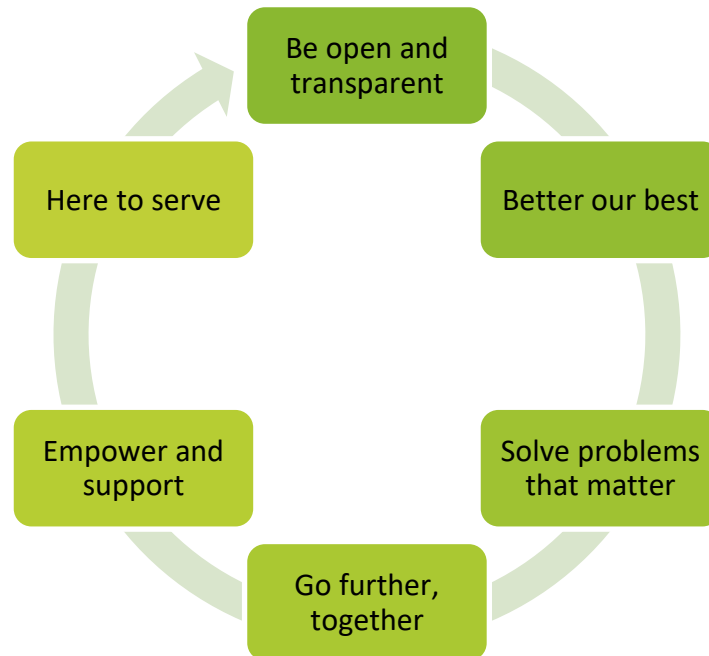 Be open and
transparent
Better our best
Solve problems
that matter
Go further,
together
Empower and
support
Here to serve